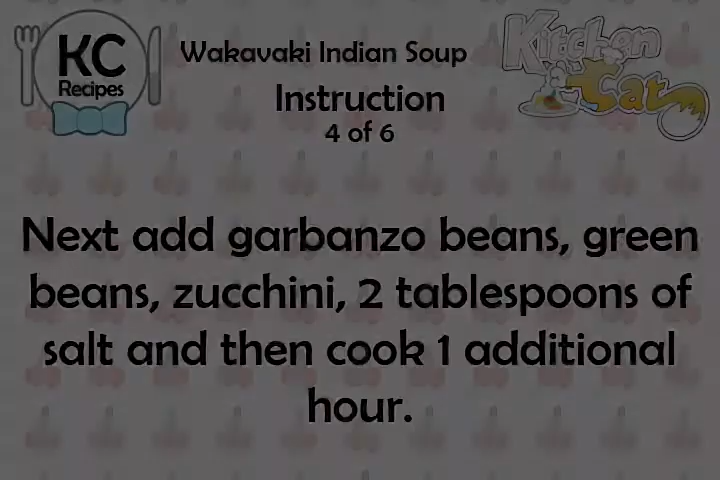 KC
Recipes
Wakavaki Indian Soup
Kitchen
Cat
Instruction
4 of 6
Next add garbanzo beans, green
beans, zucchini, 2 tablespoons of
salt and then cook 1 additional
hour.